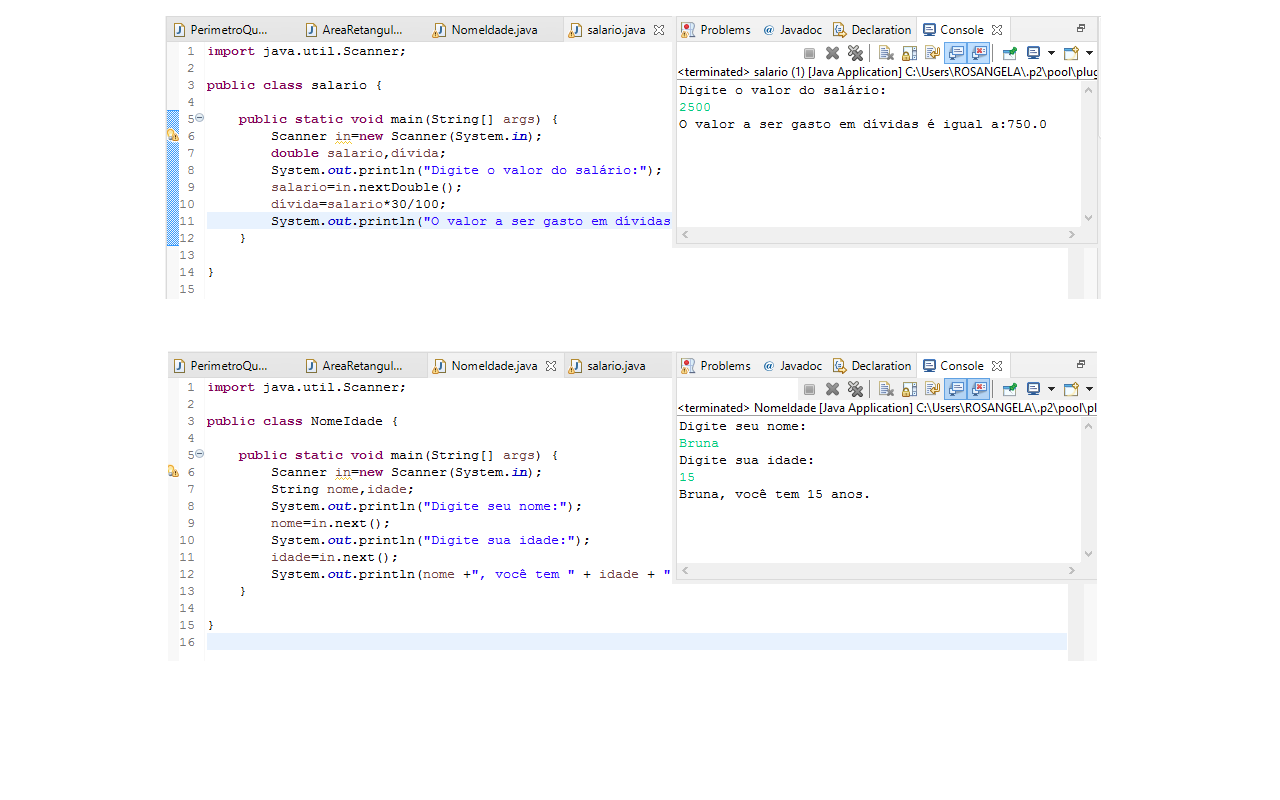 PerimetroQu... AreaRetangul... NomeIdade.java salario.java
1 import java.util.Scanner;
2
3 public class salario {
4
5 public static void main(String[] args) {
6 Scanner in=new Scanner(System.in);
7 double salario,dívida;
8 System.out.println("Digite o valor do salário:");
9 salario=in.nextDouble();
10 dívida=salario*30/100;
11 System.out.println("O valor a ser gasto em dívidas
12 }
13
14 }
15
Problems @ Javadoc Declaration Console
<terminated> salario (1) [Java Application] C:\Users\ROSANGELA\.p2\pool\plug
Digite o valor do salário:
2500
O valor a ser gasto em dívidas é igual a:750.0
PerimetroQu... AreaRetangul... NomeIdade.java salario.java
1 import java.util.Scanner;
2
3 public class NomeIdade {
4
5 public static void main(String[] args) {
6 Scanner in=new Scanner(System.in);
7 String nome,idade;
8 System.out.println("Digite seu nome:");
9 nome=in.next();
10 System.out.println("Digite sua idade:");
11 idade=in.next();
12 System.out.println(nome +", você tem " + idade + "
13 }
14
15 }
16
Problems @ Javadoc Declaration Console
<terminated> NomeIdade [Java Application] C:\Users\ROSANGELA\.p2\pool\pl
Digite seu nome:
Bruna
Digite sua idade:
15
Bruna, você tem 15 anos.